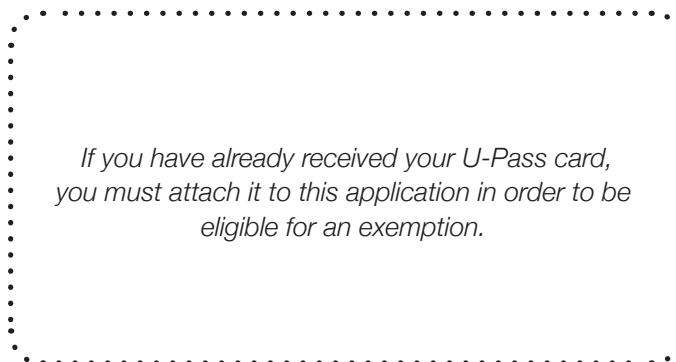 If you have already received your U-Pass card,
you must attach it to this application in order to be
eligible for an exemption.